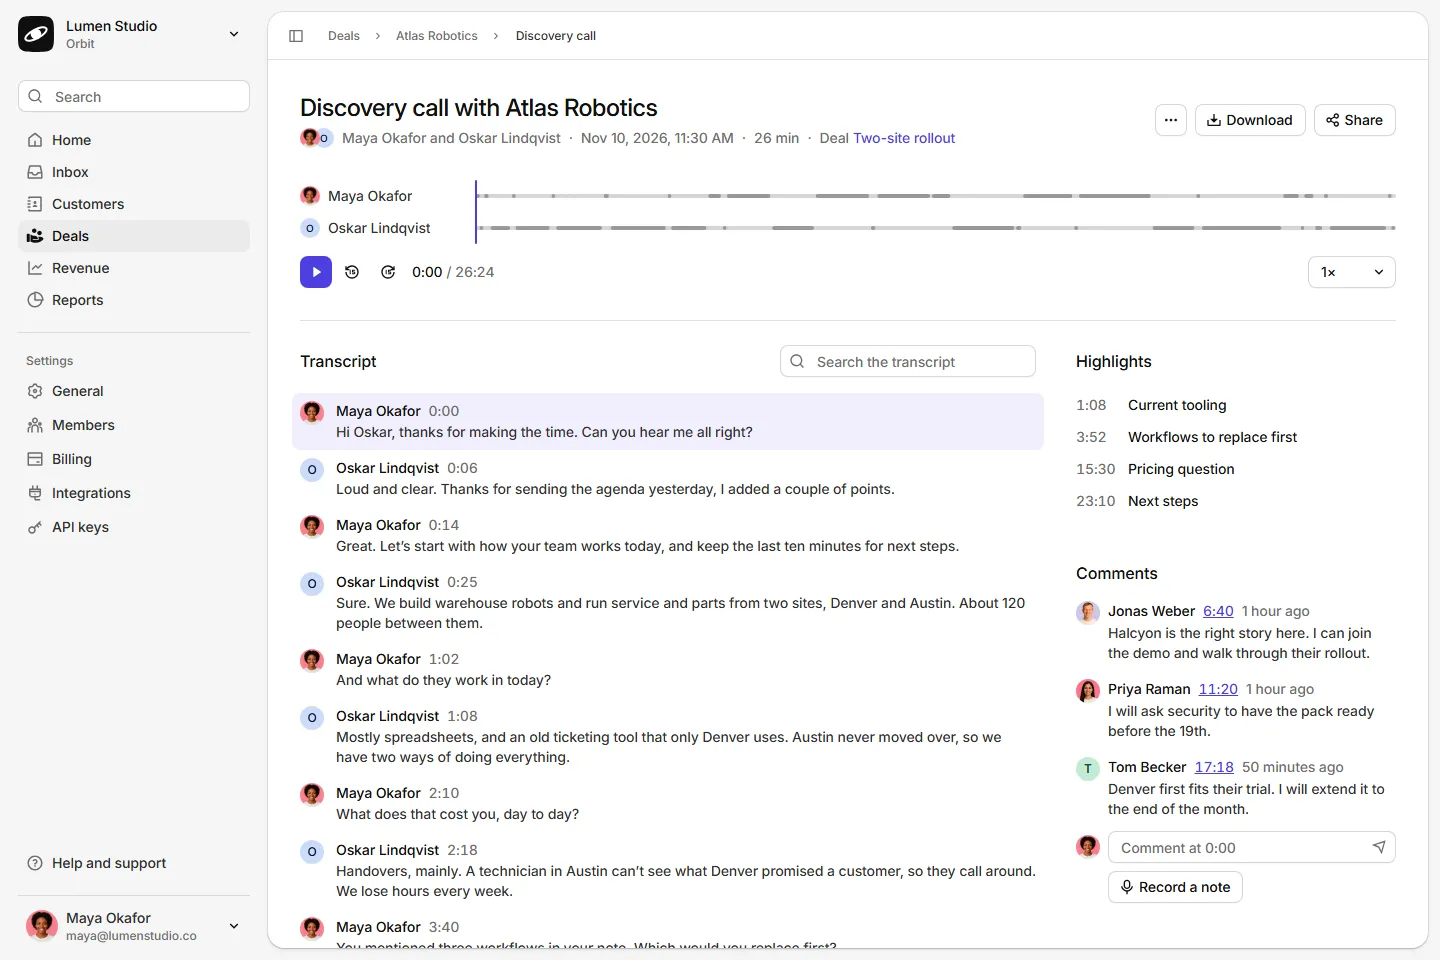 Lumen Studio
Orbit
Search
Home
Inbox
Customers
Deals
Revenue
Reports
Settings
General
Members
Billing
Integrations
API keys
Help and support
Maya Okafor
maya@lumenstudio.co
Deals › Atlas Robotics › Discovery call
Discovery call with Atlas Robotics
O Maya Okafor and Oskar Lindqvist · Nov 10, 2026, 11:30 AM · 26 min · Deal Two-site rollout
Download
Share
Maya Okafor
O Oskar Lindqvist
15 15 0:00 / 26:24
1×
Transcript
Search the transcript
Maya Okafor 0:00
Hi Oskar, thanks for making the time. Can you hear me all right?
O Oskar Lindqvist 0:06
Loud and clear. Thanks for sending the agenda yesterday, I added a couple of points.
Maya Okafor 0:14
Great. Let’s start with how your team works today, and keep the last ten minutes for next steps.
O Oskar Lindqvist 0:25
Sure. We build warehouse robots and run service and parts from two sites, Denver and Austin. About 120
people between them.
Maya Okafor 1:02
And what do they work in today?
O Oskar Lindqvist 1:08
Mostly spreadsheets, and an old ticketing tool that only Denver uses. Austin never moved over, so we
have two ways of doing everything.
Maya Okafor 2:10
What does that cost you, day to day?
O Oskar Lindqvist 2:18
Handovers, mainly. A technician in Austin can’t see what Denver promised a customer, so they call around.
We lose hours every week.
Maya Okafor 3:40
You mentioned three workflows in your note. Which would you replace first?
Highlights
1:08 Current tooling
3:52 Workflows to replace first
15:30 Pricing question
23:10 Next steps
Comments
Jonas Weber 6:40 1 hour ago
Halcyon is the right story here. I can join
the demo and walk through their rollout.
Priya Raman 11:20 1 hour ago
I will ask security to have the pack ready
before the 19th.
T Tom Becker 17:18 50 minutes ago
Denver first fits their trial. I will extend it to
the end of the month.
Comment at 0:00
Record a note